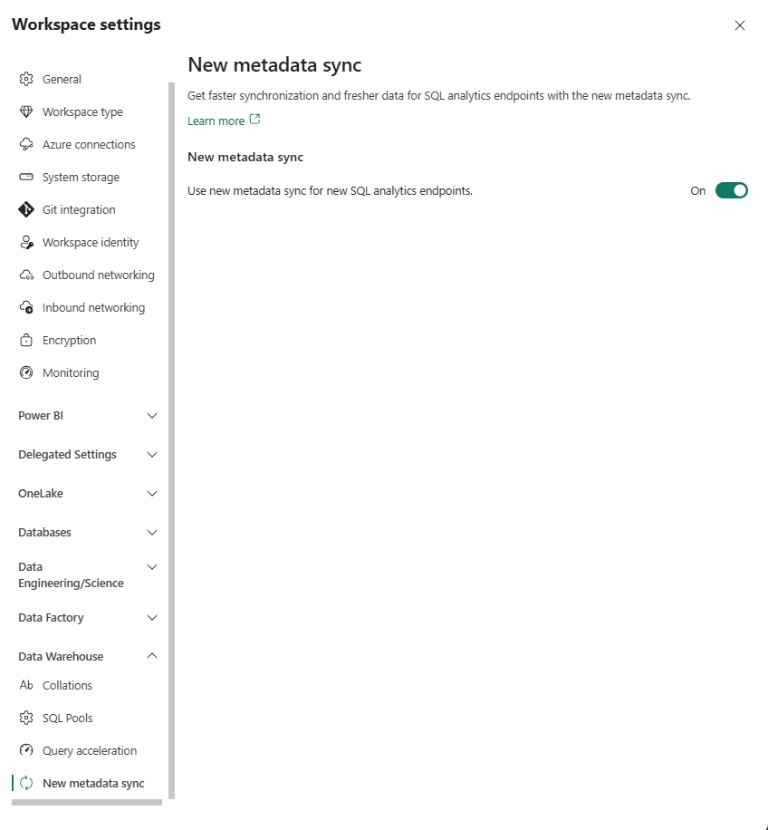 Workspace settings
General
Workspace type
Azure connections
System storage
Git integration
Workspace identity
Outbound networking
Inbound networking
Encryption
Monitoring
Power BI
Delegated Settings
OneLake
Databases
Data
Engineering/Science
Data Factory
Data Warehouse
Ab Collations
SQL Pools
Query acceleration
New metadata sync
New metadata sync
Get faster synchronization and fresher data for SQL analytics endpoints with the new metadata sync.
Learn more
New metadata sync
Use new metadata sync for new SQL analytics endpoints. On